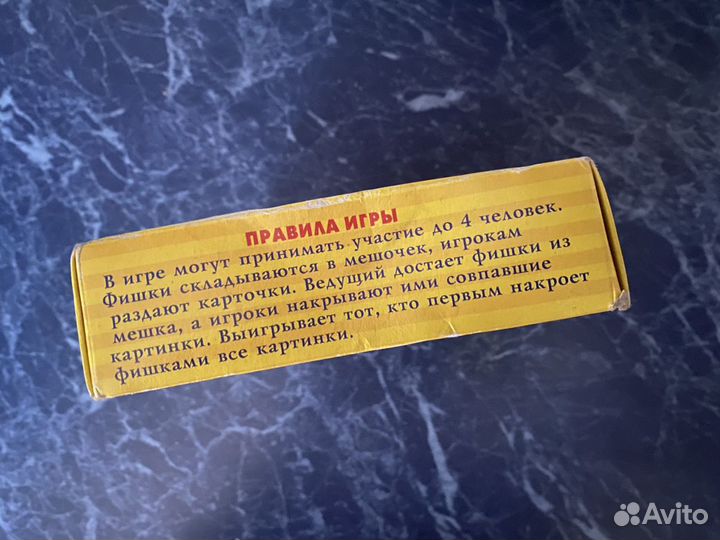 ПРАВИЛА ИГРЫ
В игре могут принимать участие до 4 человек.
Фишки складываются в мешочек, игрокам
раздают карточки. Ведущий достает фишки из
мешка, а игроки накрывают ими совпавшие
картинки. Выигрывает тот, кто первым накроет
фишками все картинки.
Avito